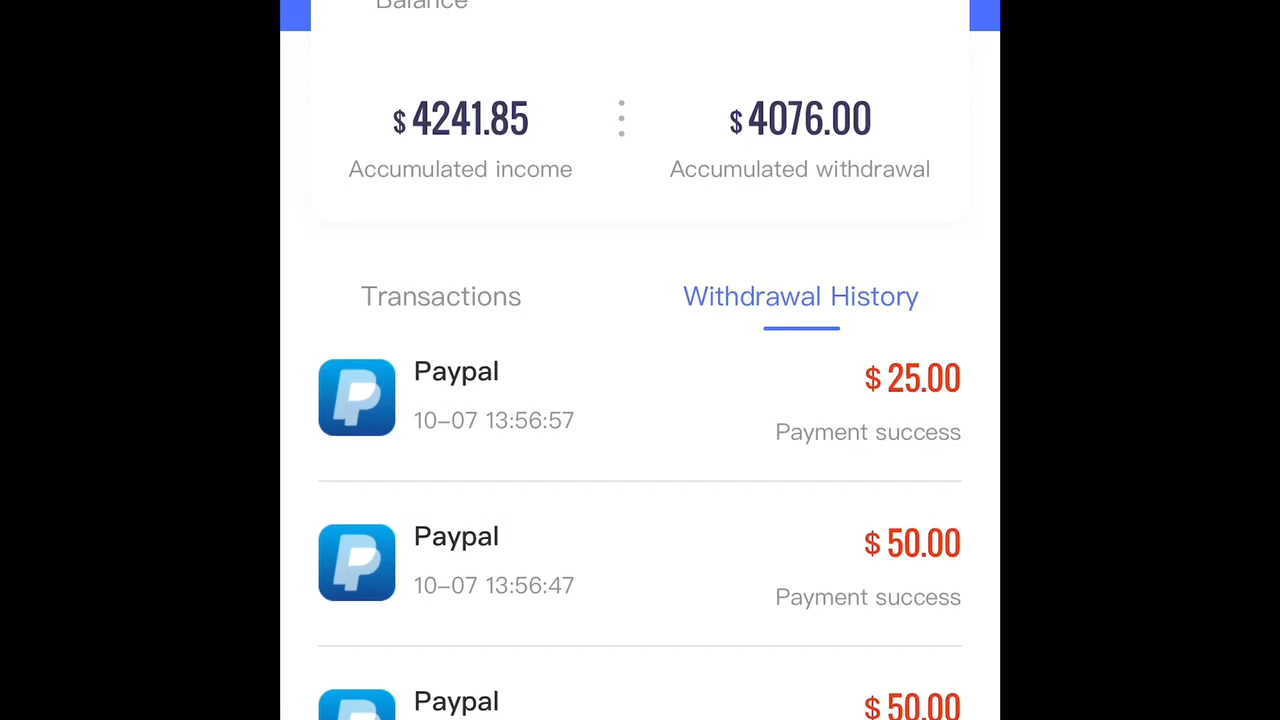 Balance
$ 4241.85
$ 4076.00
Accumulated income
Accumulated withdrawal
Transactions
Withdrawal History
Paypal
$ 25.00
10-07 13:56:57
Payment success
Paypal
$ 50.00
10-07 13:56:47
Payment success
Paypal
$ 50.00